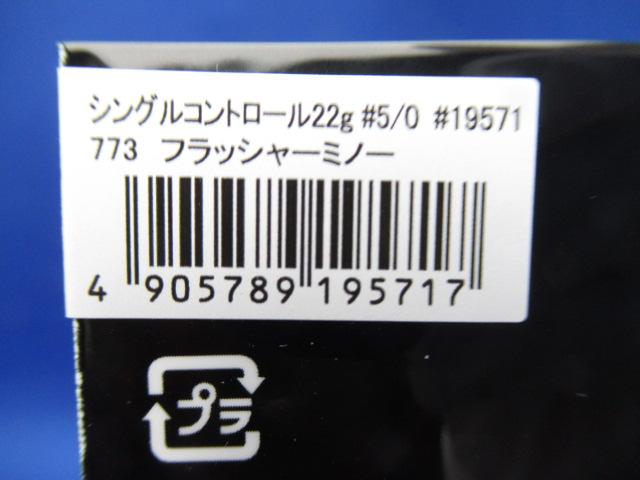 シングルコントロール22g #5/0 #19571
773 フラッシャーミノー
4 905789 195717
プラ